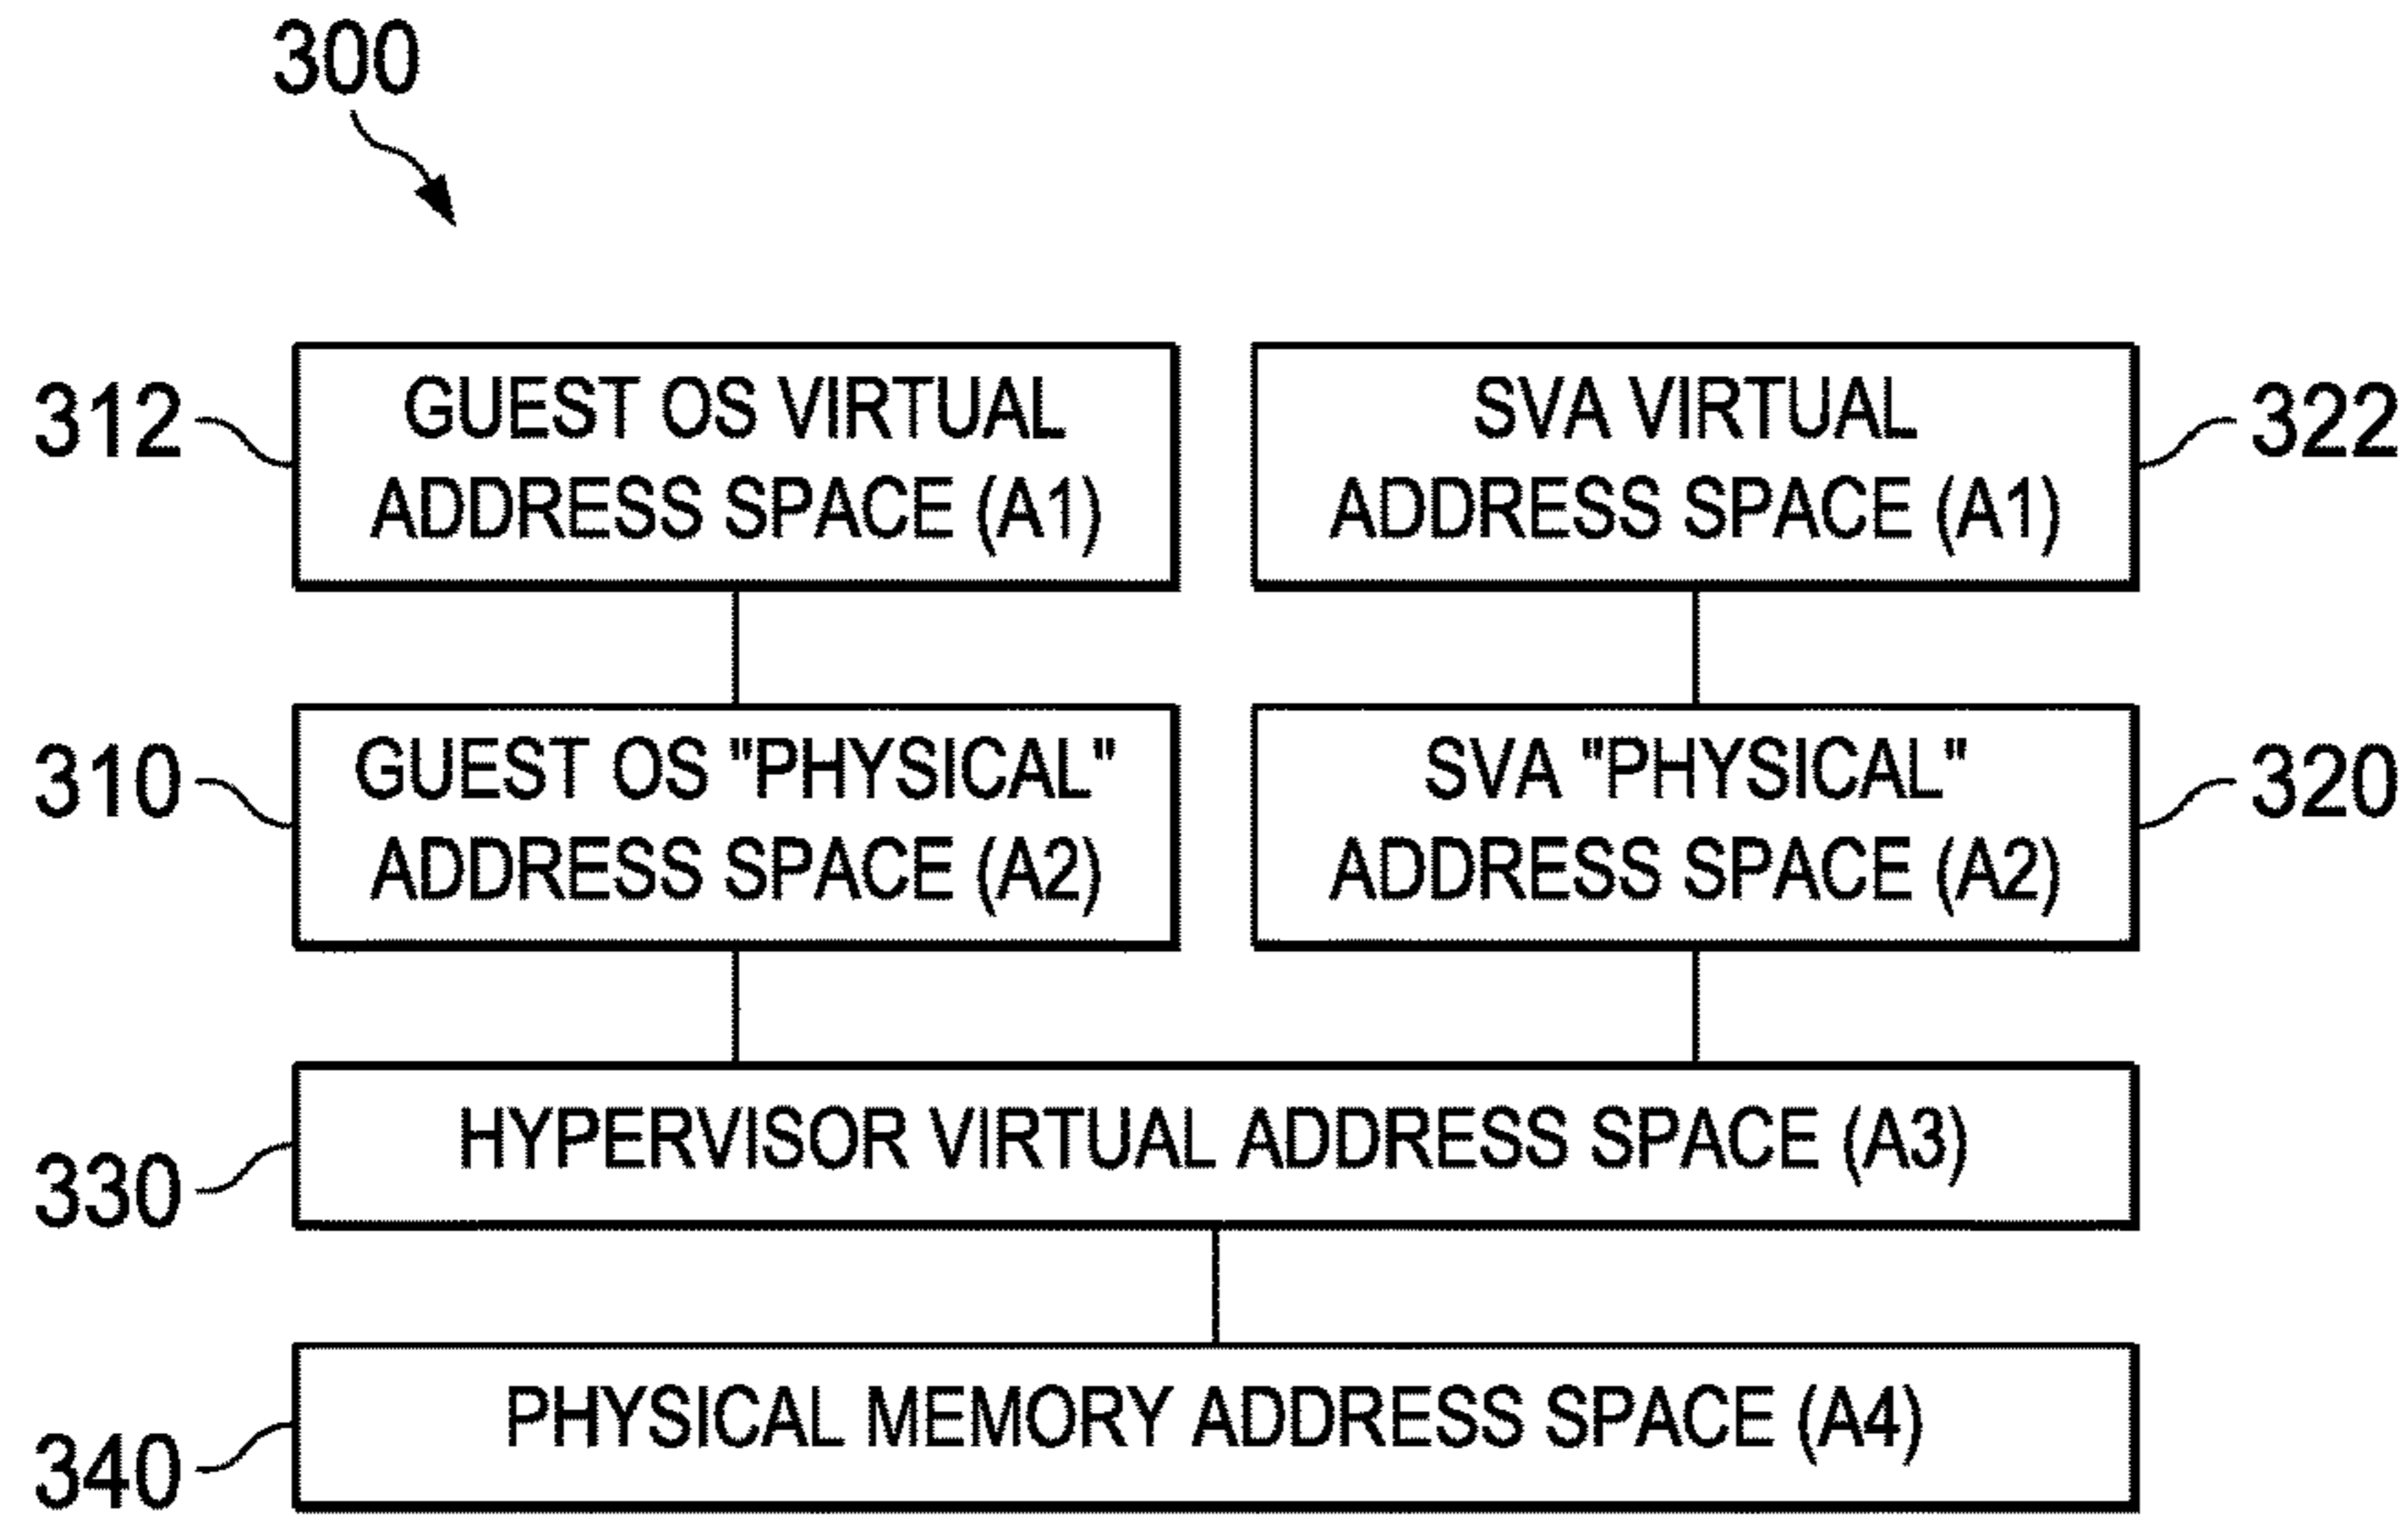 300
312
GUEST OS VIRTUAL
ADDRESS SPACE (A1)
SVA VIRTUAL
ADDRESS SPACE (A1)
322
310
GUEST OS "PHYSICAL"
ADDRESS SPACE (A2)
SVA "PHYSICAL"
ADDRESS SPACE (A2)
320
330
HYPERVISOR VIRTUAL ADDRESS SPACE (A3)
340
PHYSICAL MEMORY ADDRESS SPACE (A4)